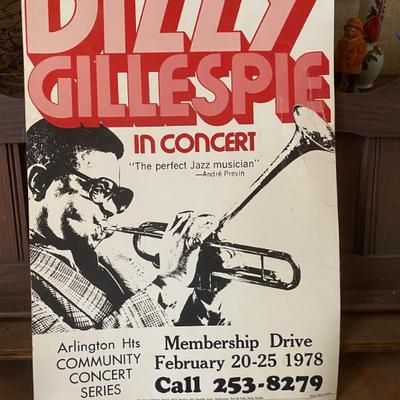 DIZZY
GILLESPIE
IN CONCERT
"The perfect Jazz musician"
—André Previn
Arlington Hts
COMMUNITY
CONCERT
SERIES
Membership Drive
February 20-25 1978
Call 253-8279